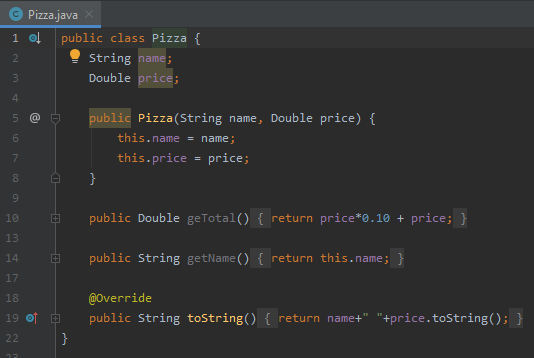 Pizza.java
1 public class Pizza {
2 String name;
3 Double price;
4
5 @ public Pizza(String name, Double price) {
6 this.name = name;
7 this.price = price;
8 }
9
10 public Double geTotal() { return price*0.10 + price; }
13
14 public String getName() { return this.name; }
17
18 @Override
19 public String toString() { return name+" "+price.toString(); }
22 }
23